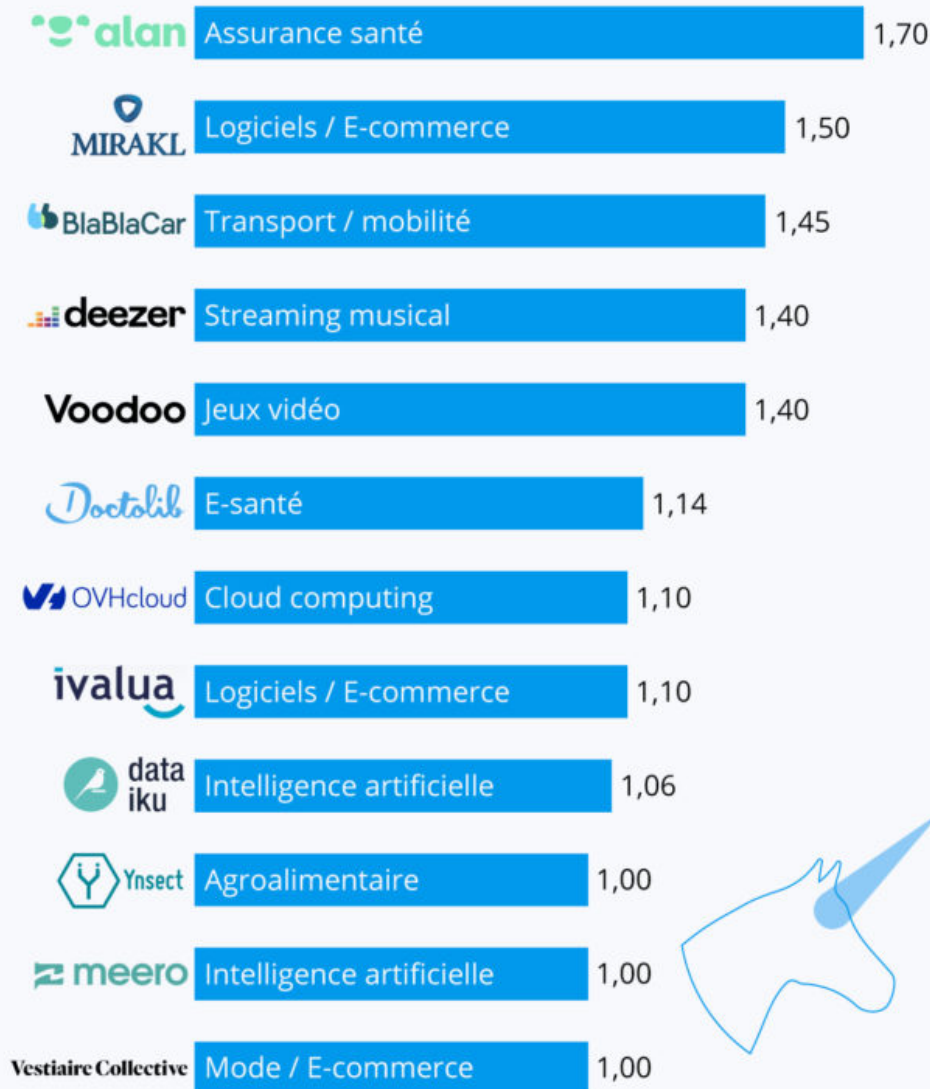 alan Assurance santé 1,70
MIRAKL Logiciels / E-commerce 1,50
BlaBlaCar Transport / mobilité 1,45
deezer Streaming musical 1,40
Voodoo Jeux vidéo 1,40
Doctolib E-santé 1,14
OVHcloud Cloud computing 1,10
ivalua Logiciels / E-commerce 1,10
data
iku Intelligence artificielle 1,06
Ynsect Agroalimentaire 1,00
meero Intelligence artificielle 1,00
Vestiaire Collective Mode / E-commerce 1,00